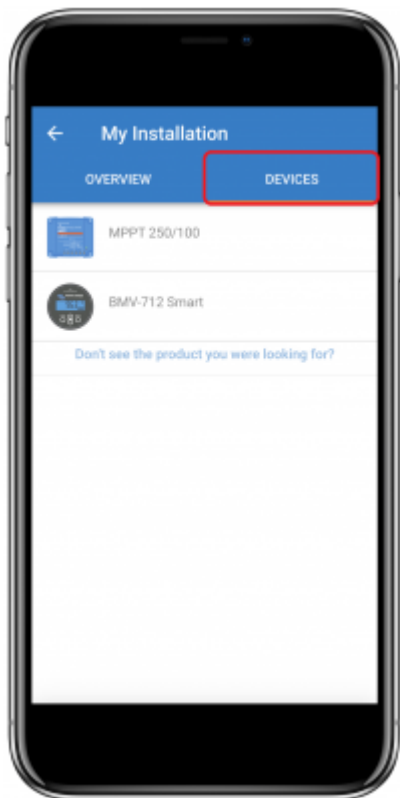 My Installation
OVERVIEW
DEVICES
MPPT 250/100
BMV-712 Smart
Don't see the product you were looking for?